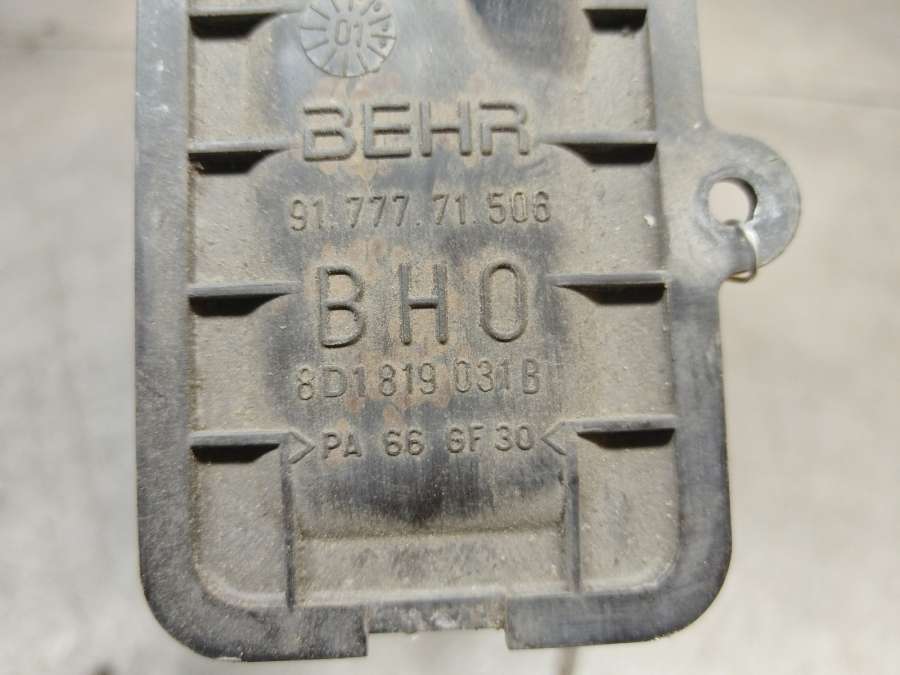 01
BEHR
91.777.71.506
BHO
8D1 819 031 B
>PA 66 GF 30<